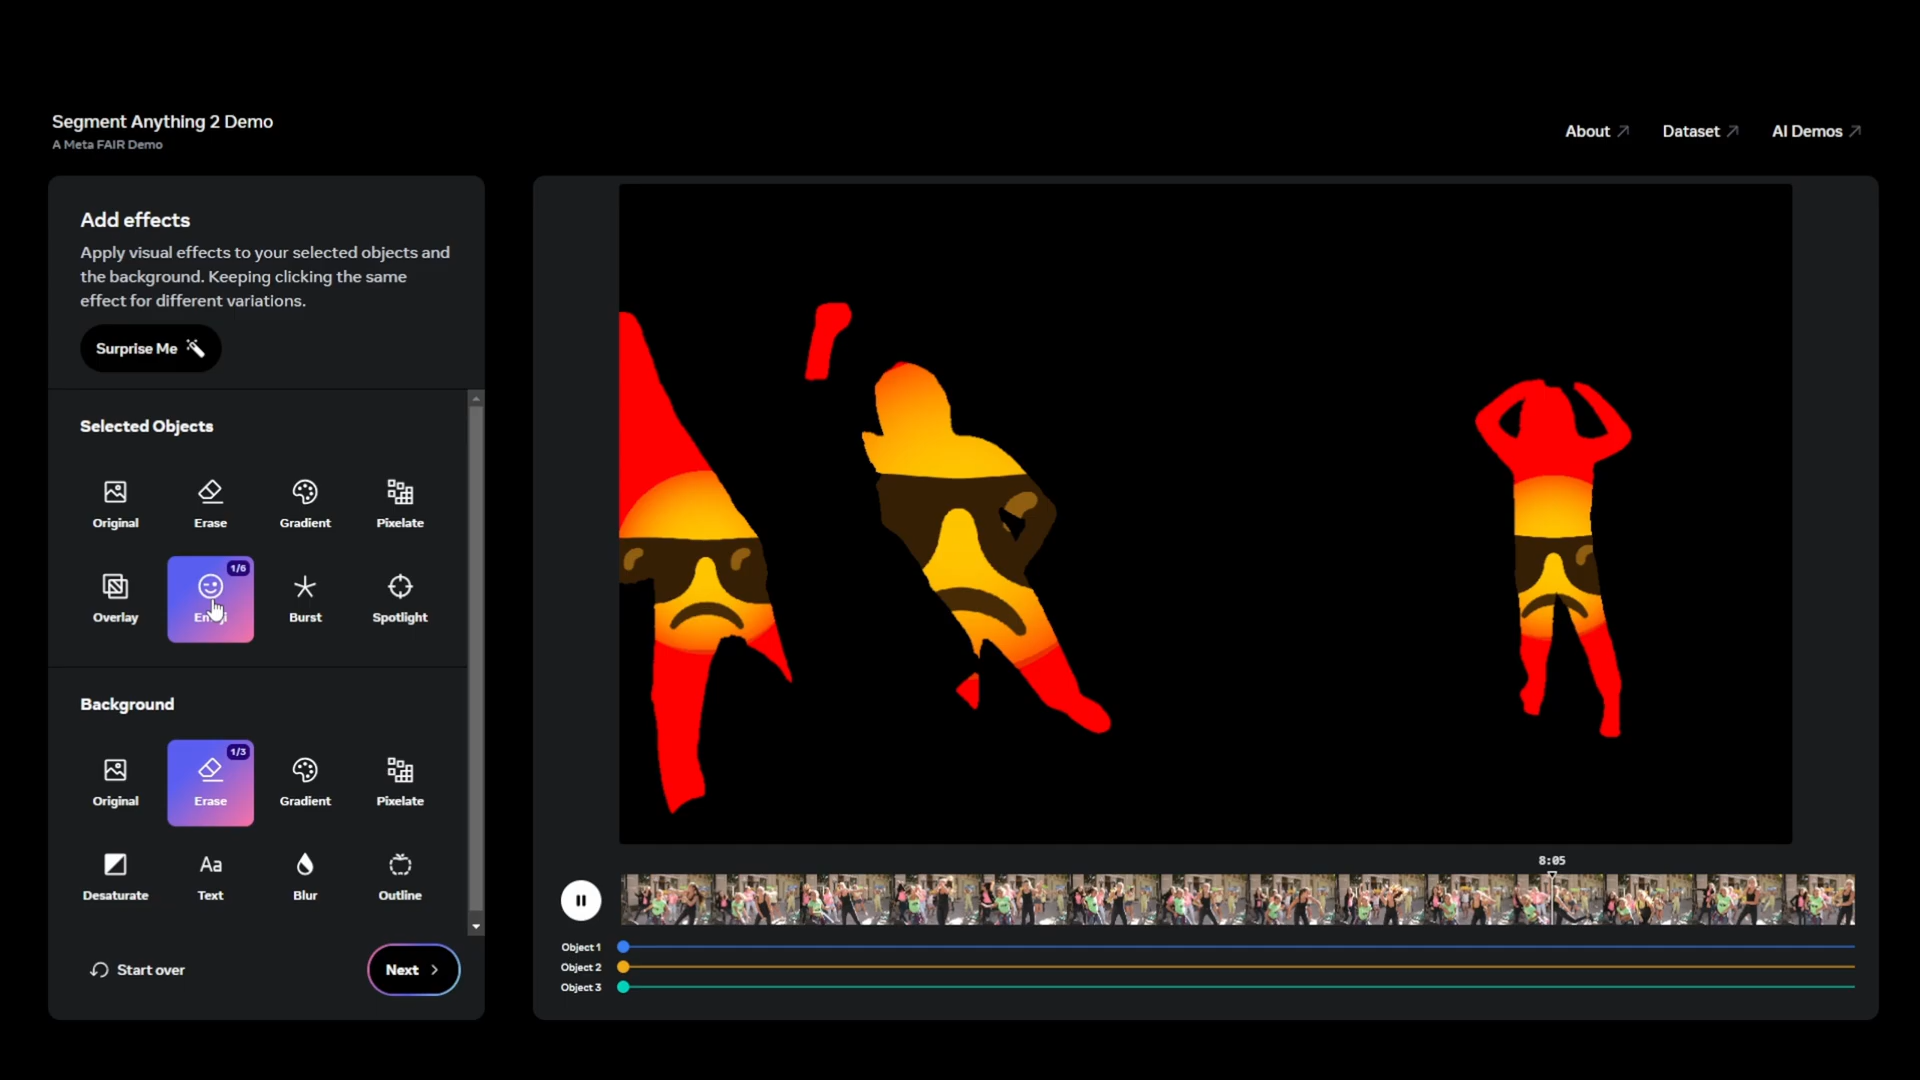 Segment Anything 2 Demo
A Meta FAIR Demo
About
Dataset
AI Demos
Add effects
Apply visual effects to your selected objects and
the background. Keeping clicking the same
effect for different variations.
Surprise Me
Selected Objects
Original
Erase
Gradient
Pixelate
1/6
Overlay
Burst
Spotlight
Background
1/3
Original
Erase
Gradient
Pixelate
Desaturate
Aa
Text
Blur
Outline
Start over
Next
8:05
Object 1
Object 2
Object 3